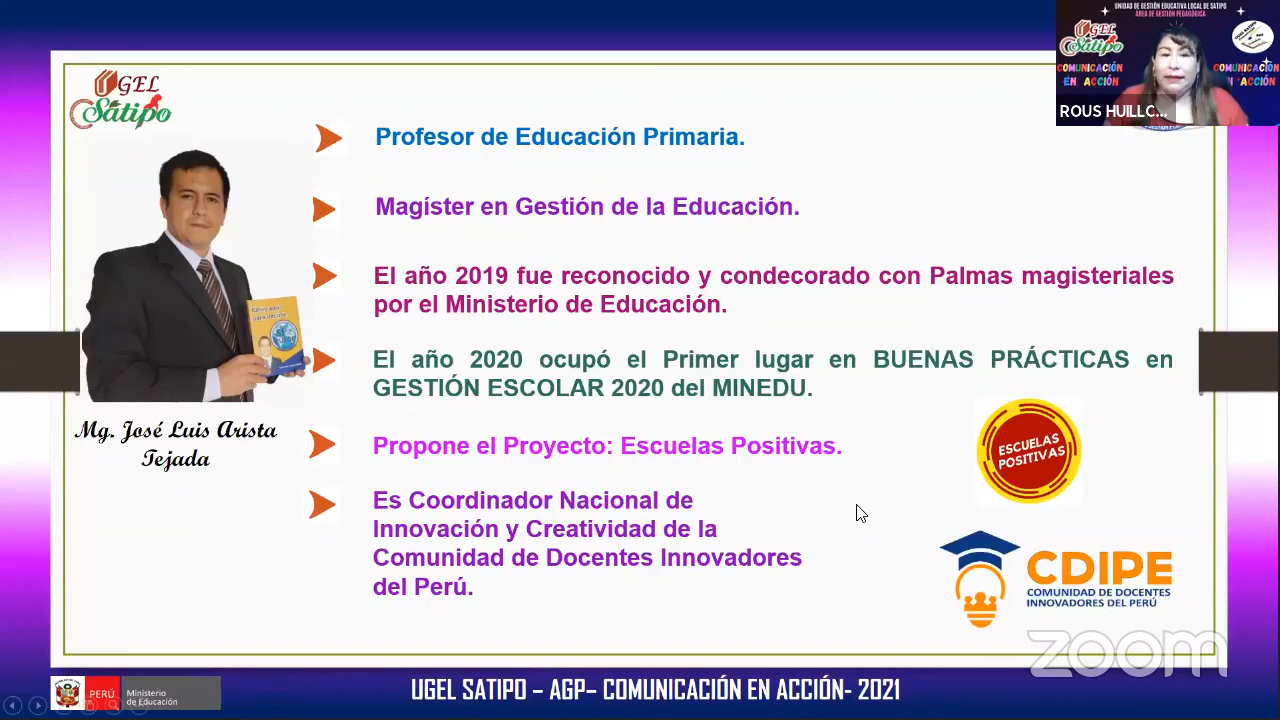 UNIDAD DE GESTIÓN EDUCATIVA LOCAL DE SATIPO
ÁREA DE GESTIÓN PEDAGÓGICA
UGEL
Satipo
COMUNICACIÓN
EN ACCIÓN
COMUNICACIÓN
ACCIÓN
ROUS HUILLC...
UGEL
Satipo
Profesor de Educación Primaria.
Magíster en Gestión de la Educación.
El año 2019 fue reconocido y condecorado con Palmas magisteriales
por el Ministerio de Educación.
El año 2020 ocupó el Primer lugar en BUENAS PRÁCTICAS en
GESTIÓN ESCOLAR 2020 del MINEDU.
Mg. José Luis Arista
Tejada
Propone el Proyecto: Escuelas Positivas.
ESCUELAS
POSITIVAS
Es Coordinador Nacional de
Innovación y Creatividad de la
Comunidad de Docentes Innovadores
del Perú.
CDIPE
COMUNIDAD DE DOCENTES
INNOVADORES DEL PERÚ
zoom
PERÚ
Ministerio
de Educación
UGEL SATIPO – AGP– COMUNICACIÓN EN ACCIÓN- 2021